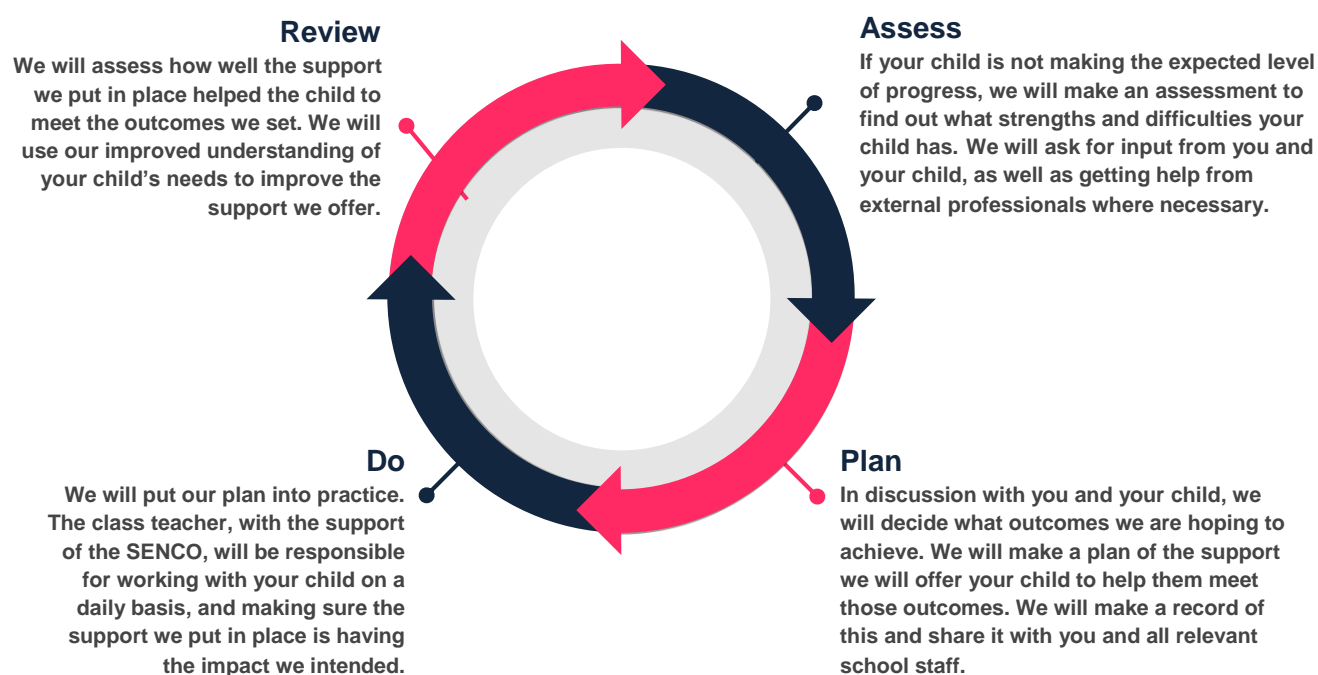 Review
We will assess how well the support
we put in place helped the child to
meet the outcomes we set. We will
use our improved understanding of
your child’s needs to improve the
support we offer.
Assess
If your child is not making the expected level
of progress, we will make an assessment to
find out what strengths and difficulties your
child has. We will ask for input from you and
your child, as well as getting help from
external professionals where necessary.
Do
We will put our plan into practice.
The class teacher, with the support
of the SENCO, will be responsible
for working with your child on a
daily basis, and making sure the
support we put in place is having
the impact we intended.
Plan
In discussion with you and your child, we
will decide what outcomes we are hoping to
achieve. We will make a plan of the support
we will offer your child to help them meet
those outcomes. We will make a record of
this and share it with you and all relevant
school staff.